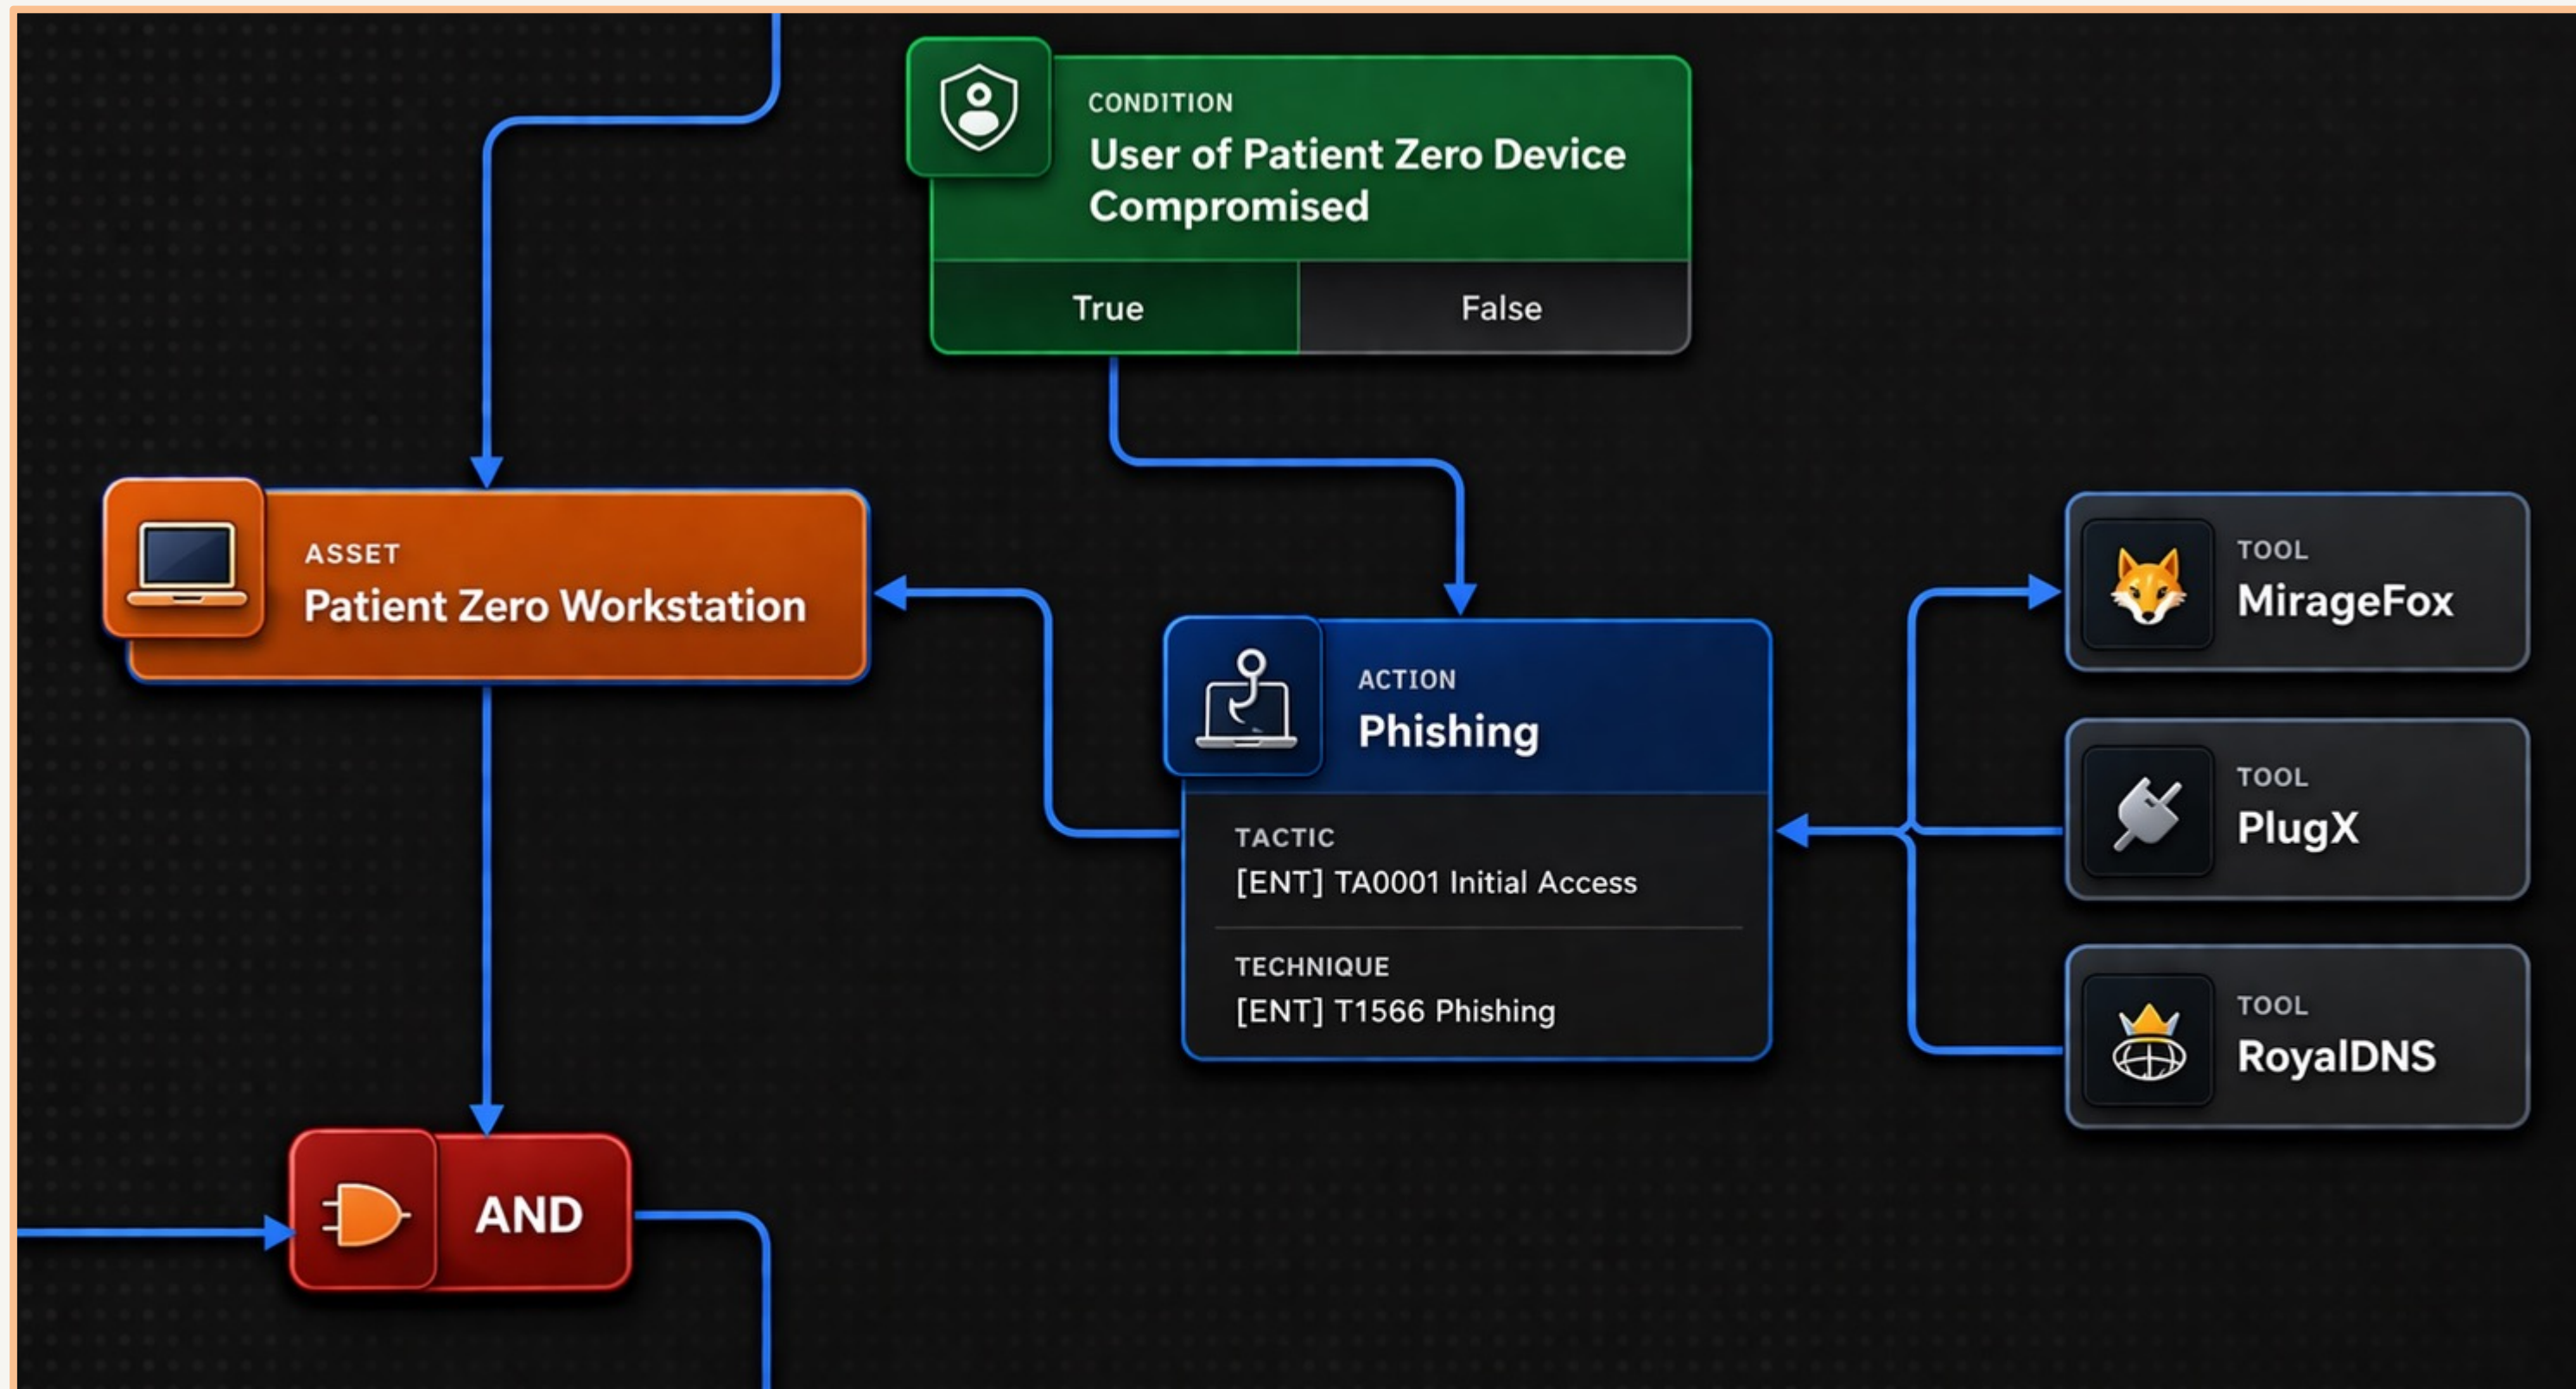 CONDITION
User of Patient Zero Device
Compromised
True
False
ASSET
Patient Zero Workstation
ACTION
Phishing
TACTIC
[ENT] TA0001 Initial Access
TECHNIQUE
[ENT] T1566 Phishing
TOOL
MirageFox
TOOL
PlugX
TOOL
RoyalDNS
AND